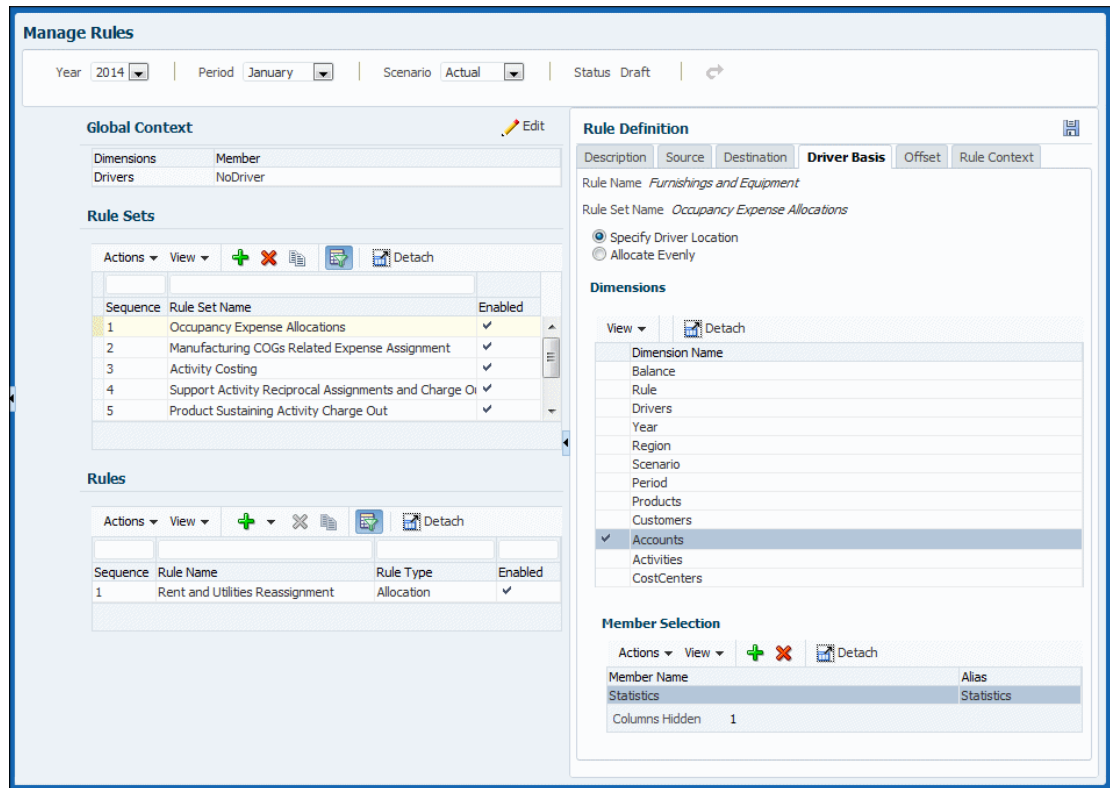 Manage Rules
Year 2014 Period January Scenario Actual Status Draft
Global Context Edit
Dimensions Member
Drivers NoDriver
Rule Sets
Actions View Detach
Sequence Rule Set Name Enabled
1 Occupancy Expense Allocations
2 Manufacturing COGs Related Expense Assignment
3 Activity Costing
4 Support Activity Reciprocal Assignments and Charge
5 Product Sustaining Activity Charge Out
Rules
Actions View Detach
Sequence Rule Name Rule Type Enabled
1 Rent and Utilities Reassignment Allocation
Rule Definition
Description Source Destination Driver Basis Offset Rule Context
Rule Name Furnishings and Equipment
Rule Set Name Occupancy Expense Allocations
Specify Driver Location
Allocate Evenly
Dimensions
View Detach
Dimension Name
Balance
Rule
Drivers
Year
Region
Scenario
Period
Products
Customers
Accounts
Activities
CostCenters
Member Selection
Actions View Detach
Member Name Alias
Statistics Statistics
Columns Hidden 1